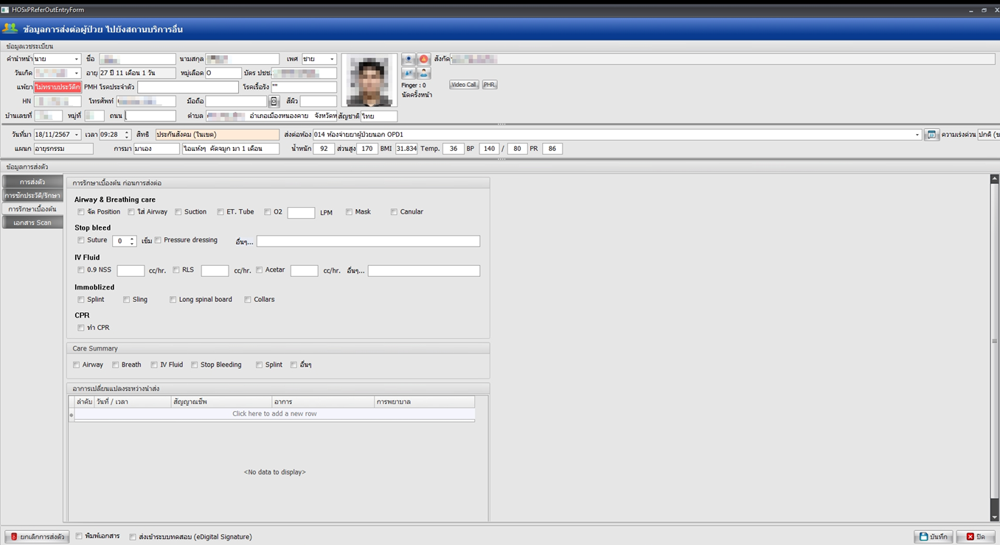 HOSxPReferOutEntryForm
ข้อมูลการส่งต่อผู้ป่วย ไปยังสถานบริการอื่น
ข้อมูลเวชระเบียน
คำนำหน้า นาย ชื่อ นามสกุล เพศ ชาย สังกัด
วันเกิด อายุ 27 ปี 11 เดือน 1 วัน หมู่เลือด O บัตร ปชช.
แพ้ยา ไม่ทราบประวัติก PMH โรคประจำตัว โรคเรื้อรัง "" Finger : 0 Video Call. PHR.
นัดครั้งหน้า
HN โทรศัพท์ มือถือ สีผิว
บ้านเลขที่ หมู่ที่ ถนน ตำบล อำเภอเมืองหนองคาย จังหวัดห สัญชาติ ไทย
วันที่มา 18/11/2567 เวลา 09:28 สิทธิ ประกันสังคม (ในเขต) ส่งต่อห้อง 014 ห้องจ่ายยาผู้ป่วยนอก OPD1 ความเร่งด่วน ปกติ (ข
แผนก อายุรกรรม การมา มาเอง ไอแห้งๆ คัดจมูก มา 1 เดือน น้ำหนัก 92 ส่วนสูง 170 BMI 31.834 Temp. 36 BP 140 / 80 PR 86
ข้อมูลการส่งตัว
การส่งตัว
การซักประวัติ/รักษา
การรักษาเบื้องต้น
เอกสาร Scan
การรักษาเบื้องต้น ก่อนการส่งต่อ
Airway & Breathing care
จัด Position ใส่ Airway Suction ET. Tube O2 LPM Mask Canular
Stop bleed
Suture 0 เข็ม Pressure dressing อื่นๆ...
IV Fluid
0.9 NSS cc/hr. RLS cc/hr. Acetar cc/hr. อื่นๆ...
Immoblized
Splint Sling Long spinal board Collars
CPR
ทำ CPR
Care Summary
Airway Breath IV Fluid Stop Bleeding Splint อื่นๆ
อาการเปลี่ยนแปลงระหว่างนำส่ง
ลำดับ วันที่ / เวลา สัญญาณชีพ อาการ การพยาบาล
Click here to add a new row
<No data to display>
ยกเลิกการส่งตัว พิมพ์เอกสาร ส่งเข้าระบบทดสอบ (eDigital Signature) บันทึก ปิด